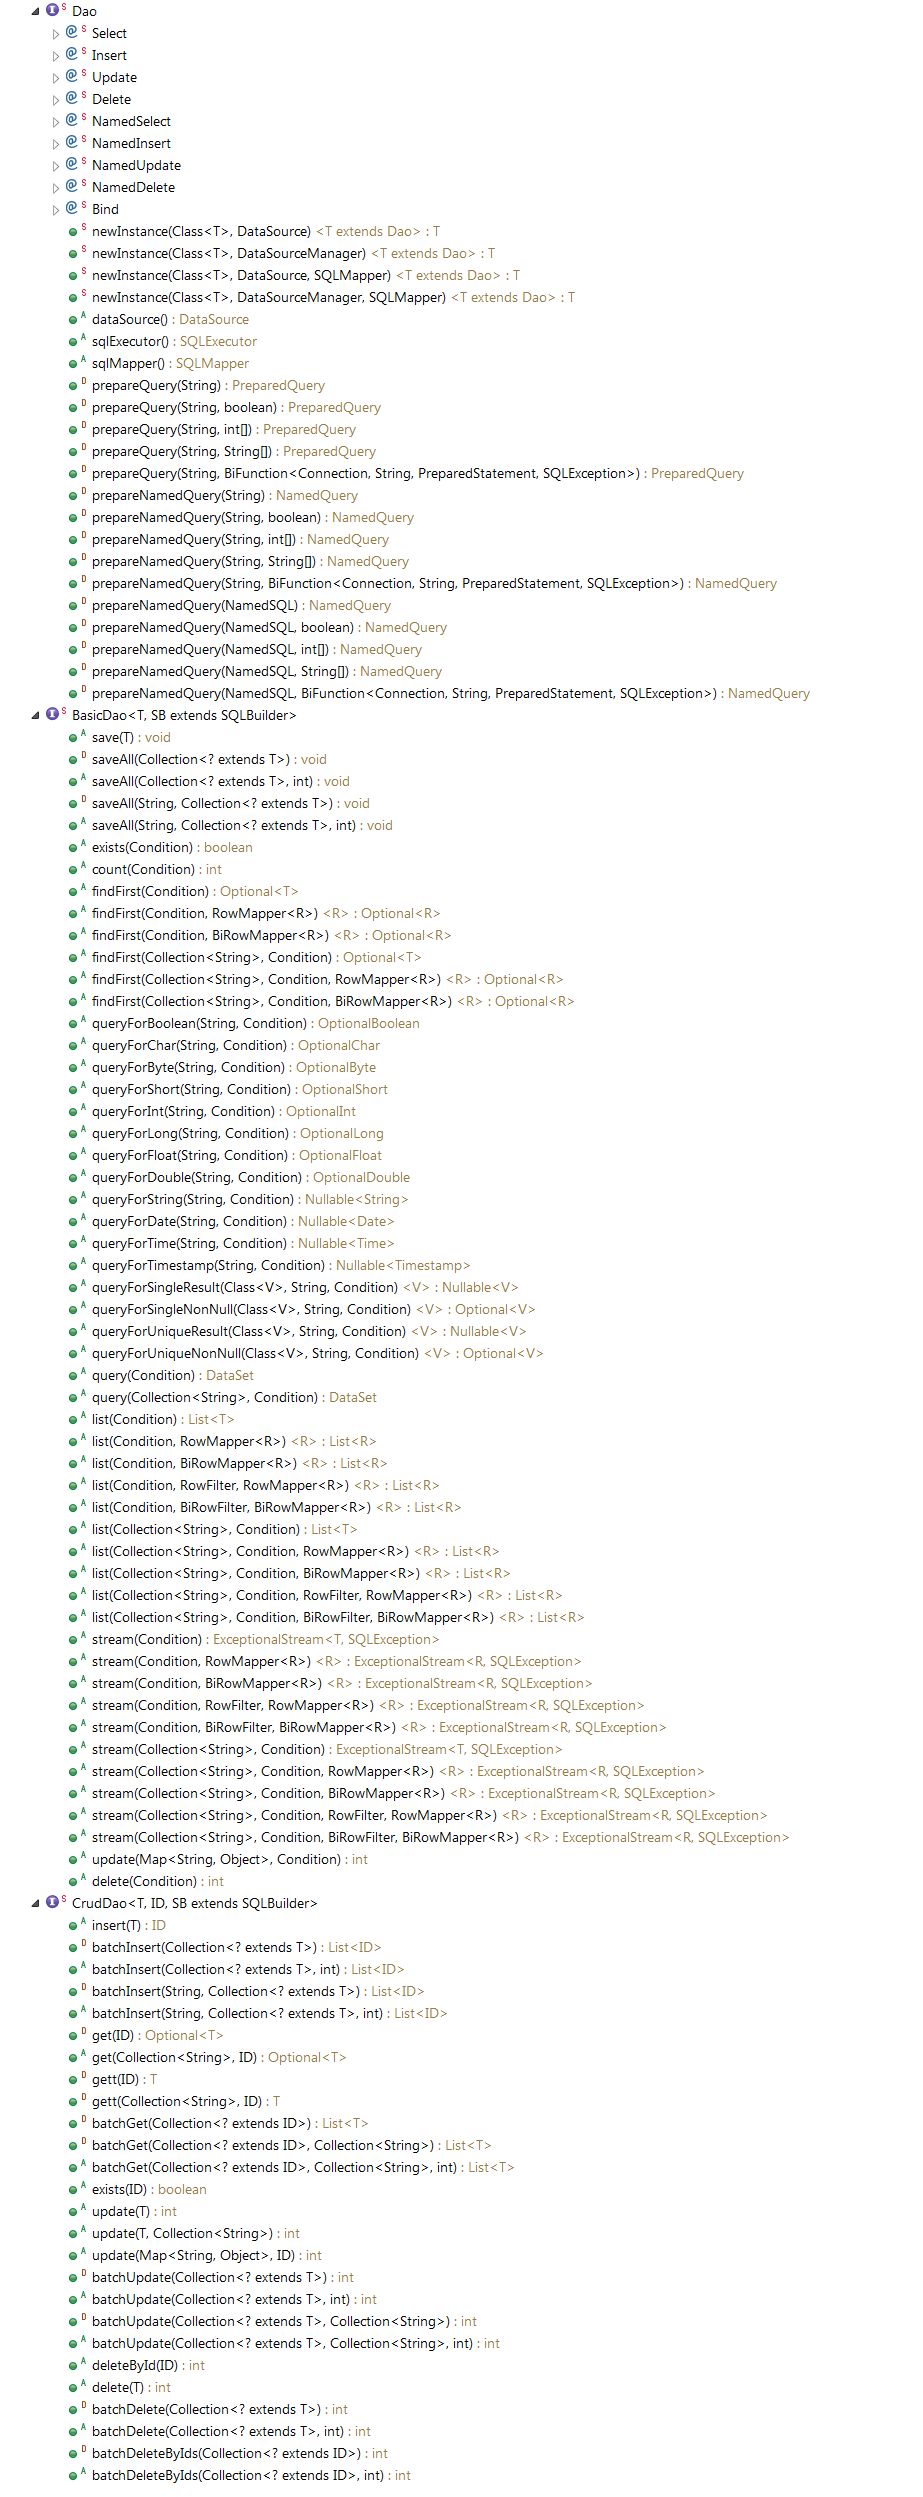 Dao
Select
Insert
Update
Delete
NamedSelect
NamedInsert
NamedUpdate
NamedDelete
Bind
newInstance(Class<T>, DataSource) <T extends Dao> : T
newInstance(Class<T>, DataSourceManager) <T extends Dao> : T
newInstance(Class<T>, DataSource, SQLMapper) <T extends Dao> : T
newInstance(Class<T>, DataSourceManager, SQLMapper) <T extends Dao> : T
dataSource() : DataSource
sqlExecutor() : SQLExecutor
sqlMapper() : SQLMapper
prepareQuery(String) : PreparedQuery
prepareQuery(String, boolean) : PreparedQuery
prepareQuery(String, int[]) : PreparedQuery
prepareQuery(String, String[]) : PreparedQuery
prepareQuery(String, BiFunction<Connection, String, PreparedStatement, SQLException>) : PreparedQuery
prepareNamedQuery(String) : NamedQuery
prepareNamedQuery(String, boolean) : NamedQuery
prepareNamedQuery(String, int[]) : NamedQuery
prepareNamedQuery(String, String[]) : NamedQuery
prepareNamedQuery(String, BiFunction<Connection, String, PreparedStatement, SQLException>) : NamedQuery
prepareNamedQuery(NamedSQL) : NamedQuery
prepareNamedQuery(NamedSQL, boolean) : NamedQuery
prepareNamedQuery(NamedSQL, int[]) : NamedQuery
prepareNamedQuery(NamedSQL, String[]) : NamedQuery
prepareNamedQuery(NamedSQL, BiFunction<Connection, String, PreparedStatement, SQLException>) : NamedQuery
BasicDao<T, SB extends SQLBuilder>
save(T) : void
saveAll(Collection<? extends T>) : void
saveAll(Collection<? extends T>, int) : void
saveAll(String, Collection<? extends T>) : void
saveAll(String, Collection<? extends T>, int) : void
exists(Condition) : boolean
count(Condition) : int
findFirst(Condition) : Optional<T>
findFirst(Condition, RowMapper<R>) <R> : Optional<R>
findFirst(Condition, BiRowMapper<R>) <R> : Optional<R>
findFirst(Collection<String>, Condition) : Optional<T>
findFirst(Collection<String>, Condition, RowMapper<R>) <R> : Optional<R>
findFirst(Collection<String>, Condition, BiRowMapper<R>) <R> : Optional<R>
queryForBoolean(String, Condition) : OptionalBoolean
queryForChar(String, Condition) : OptionalChar
queryForByte(String, Condition) : OptionalByte
queryForShort(String, Condition) : OptionalShort
queryForInt(String, Condition) : OptionalInt
queryForLong(String, Condition) : OptionalLong
queryForFloat(String, Condition) : OptionalFloat
queryForDouble(String, Condition) : OptionalDouble
queryForString(String, Condition) : Nullable<String>
queryForDate(String, Condition) : Nullable<Date>
queryForTime(String, Condition) : Nullable<Time>
queryForTimestamp(String, Condition) : Nullable<Timestamp>
queryForSingleResult(Class<V>, String, Condition) <V> : Nullable<V>
queryForSingleNonNull(Class<V>, String, Condition) <V> : Optional<V>
queryForUniqueResult(Class<V>, String, Condition) <V> : Nullable<V>
queryForUniqueNonNull(Class<V>, String, Condition) <V> : Optional<V>
query(Condition) : DataSet
query(Collection<String>, Condition) : DataSet
list(Condition) : List<T>
list(Condition, RowMapper<R>) <R> : List<R>
list(Condition, BiRowMapper<R>) <R> : List<R>
list(Condition, RowFilter, RowMapper<R>) <R> : List<R>
list(Condition, BiRowFilter, BiRowMapper<R>) <R> : List<R>
list(Collection<String>, Condition) : List<T>
list(Collection<String>, Condition, RowMapper<R>) <R> : List<R>
list(Collection<String>, Condition, BiRowMapper<R>) <R> : List<R>
list(Collection<String>, Condition, RowFilter, RowMapper<R>) <R> : List<R>
list(Collection<String>, Condition, BiRowFilter, BiRowMapper<R>) <R> : List<R>
stream(Condition) : ExceptionalStream<T, SQLException>
stream(Condition, RowMapper<R>) <R> : ExceptionalStream<R, SQLException>
stream(Condition, BiRowMapper<R>) <R> : ExceptionalStream<R, SQLException>
stream(Condition, RowFilter, RowMapper<R>) <R> : ExceptionalStream<R, SQLException>
stream(Condition, BiRowFilter, BiRowMapper<R>) <R> : ExceptionalStream<R, SQLException>
stream(Collection<String>, Condition) : ExceptionalStream<T, SQLException>
stream(Collection<String>, Condition, RowMapper<R>) <R> : ExceptionalStream<R, SQLException>
stream(Collection<String>, Condition, BiRowMapper<R>) <R> : ExceptionalStream<R, SQLException>
stream(Collection<String>, Condition, RowFilter, RowMapper<R>) <R> : ExceptionalStream<R, SQLException>
stream(Collection<String>, Condition, BiRowFilter, BiRowMapper<R>) <R> : ExceptionalStream<R, SQLException>
update(Map<String, Object>, Condition) : int
delete(Condition) : int
CrudDao<T, ID, SB extends SQLBuilder>
insert(T) : ID
batchInsert(Collection<? extends T>) : List<ID>
batchInsert(Collection<? extends T>, int) : List<ID>
batchInsert(String, Collection<? extends T>) : List<ID>
batchInsert(String, Collection<? extends T>, int) : List<ID>
get(ID) : Optional<T>
get(Collection<String>, ID) : Optional<T>
gett(ID) : T
gett(Collection<String>, ID) : T
batchGet(Collection<? extends ID>) : List<T>
batchGet(Collection<? extends ID>, Collection<String>) : List<T>
batchGet(Collection<? extends ID>, Collection<String>, int) : List<T>
exists(ID) : boolean
update(T) : int
update(T, Collection<String>) : int
update(Map<String, Object>, ID) : int
batchUpdate(Collection<? extends T>) : int
batchUpdate(Collection<? extends T>, int) : int
batchUpdate(Collection<? extends T>, Collection<String>) : int
batchUpdate(Collection<? extends T>, Collection<String>, int) : int
deleteById(ID) : int
delete(T) : int
batchDelete(Collection<? extends T>) : int
batchDelete(Collection<? extends T>, int) : int
batchDeleteByIds(Collection<? extends ID>) : int
batchDeleteByIds(Collection<? extends ID>, int) : int